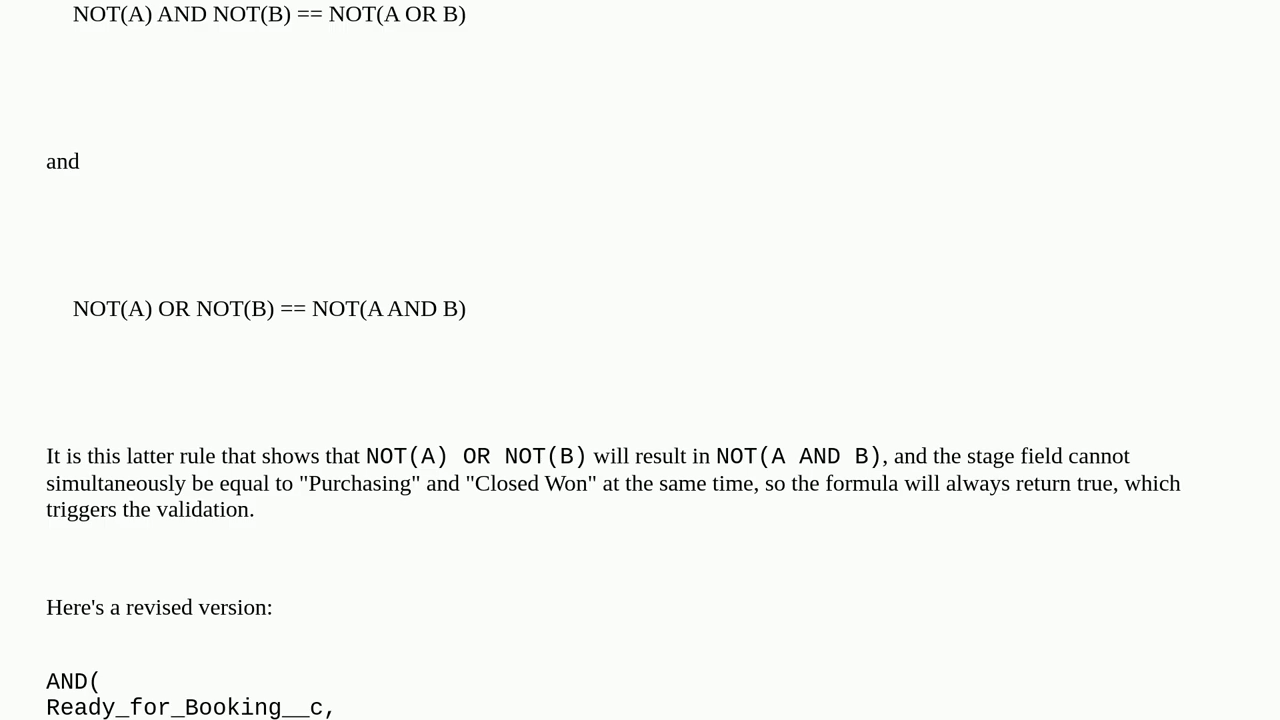 NOT(A) AND NOT(B) == NOT(A OR B)
and
NOT(A) OR NOT(B) == NOT(A AND B)
It is this latter rule that shows that NOT(A) OR NOT(B) will result in NOT(A AND B), and the stage field cannot
simultaneously be equal to "Purchasing" and "Closed Won" at the same time, so the formula will always return true, which
triggers the validation.
Here's a revised version:
AND(
Ready_for_Booking__c,